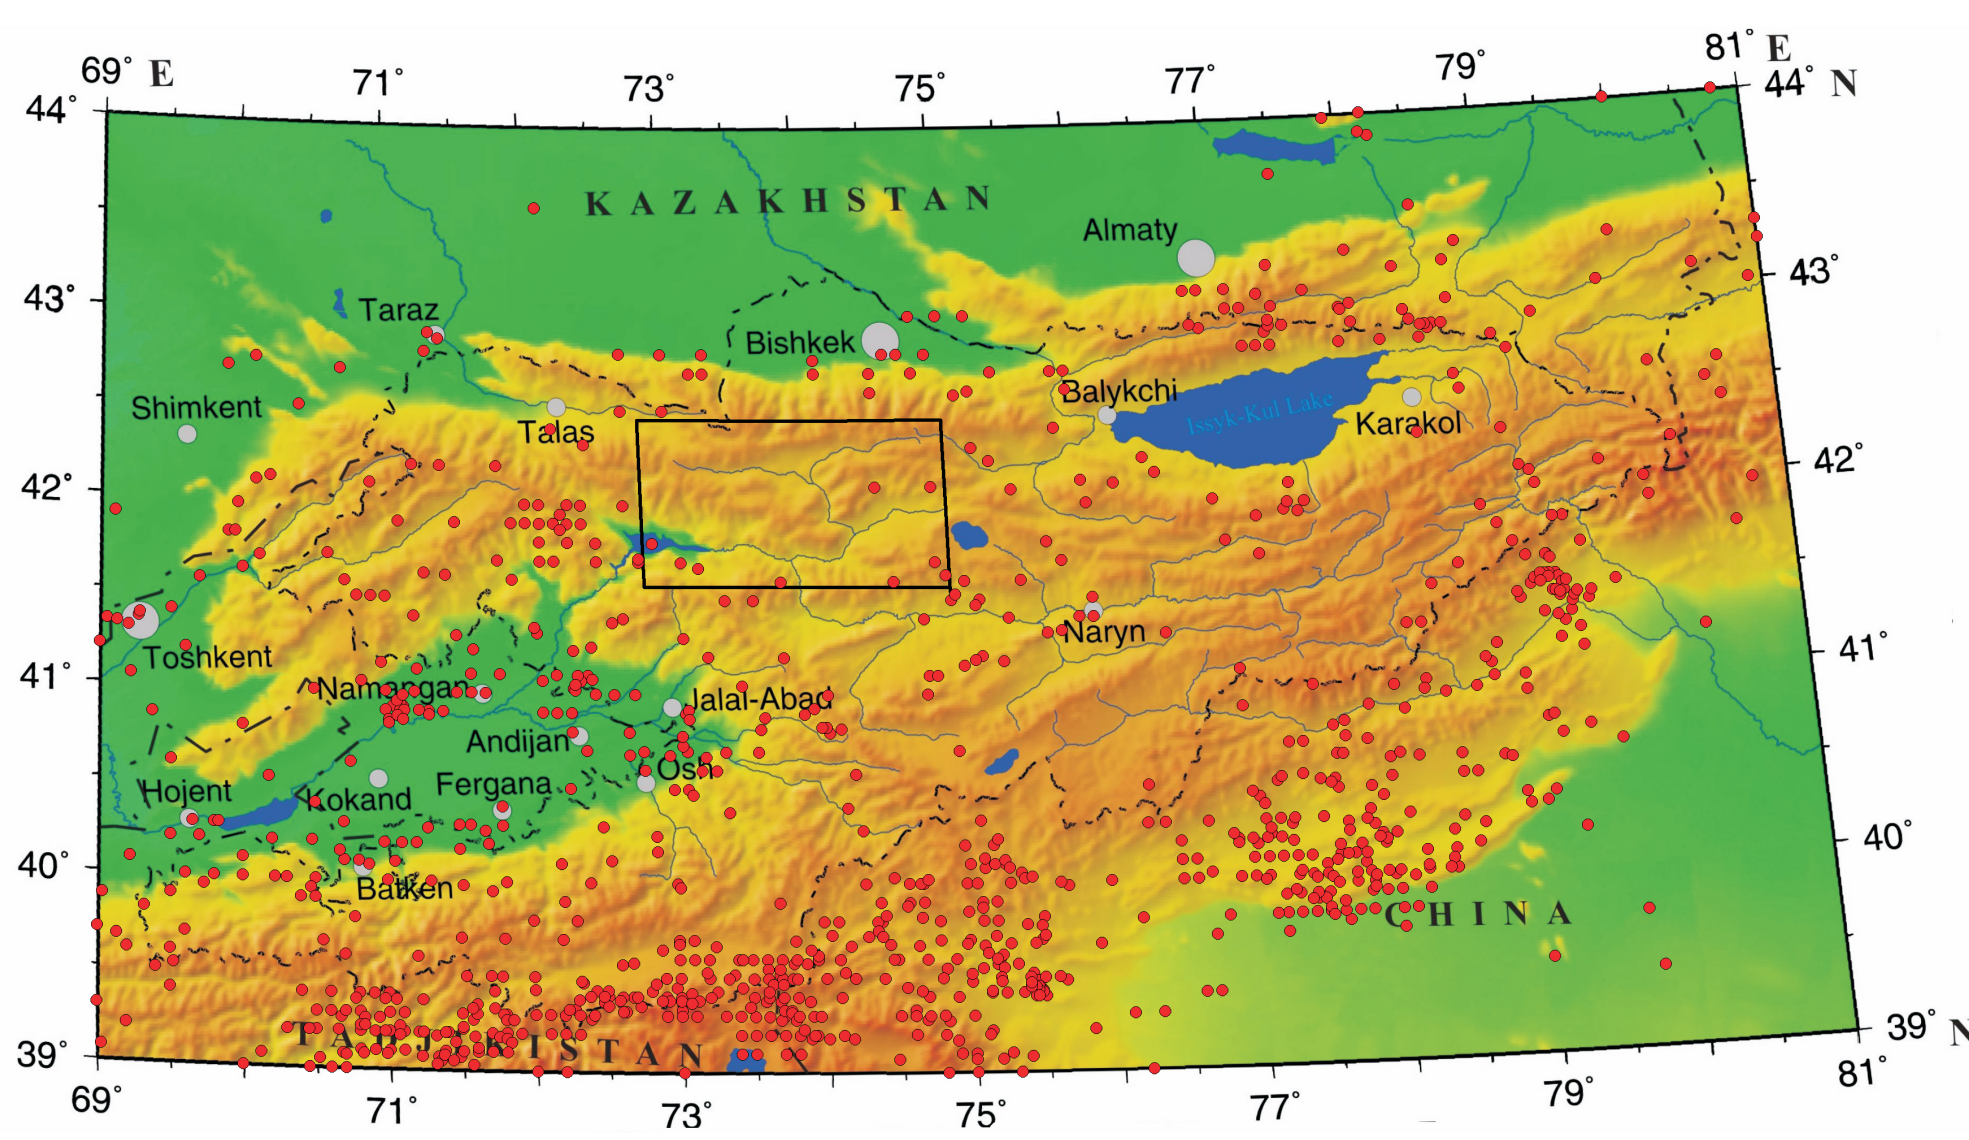 69° E 71° 73° 75° 77° 79° 81° E
44° 44° N
KAZAKHSTAN
Almaty
43° Taraz 43°
Bishkek
Shimkent Talas Balykchi Issyk-Kul Lake Karakol
42° 42°
Toshkent Naryn
41° 41°
Namangan Jalal-Abad
Andijan
Osh
Hojent Kokand Fergana
40° 40°
Batken
CHINA
39° TADJIKISTAN 39° N
69° 71° 73° 75° 77° 79° 81°